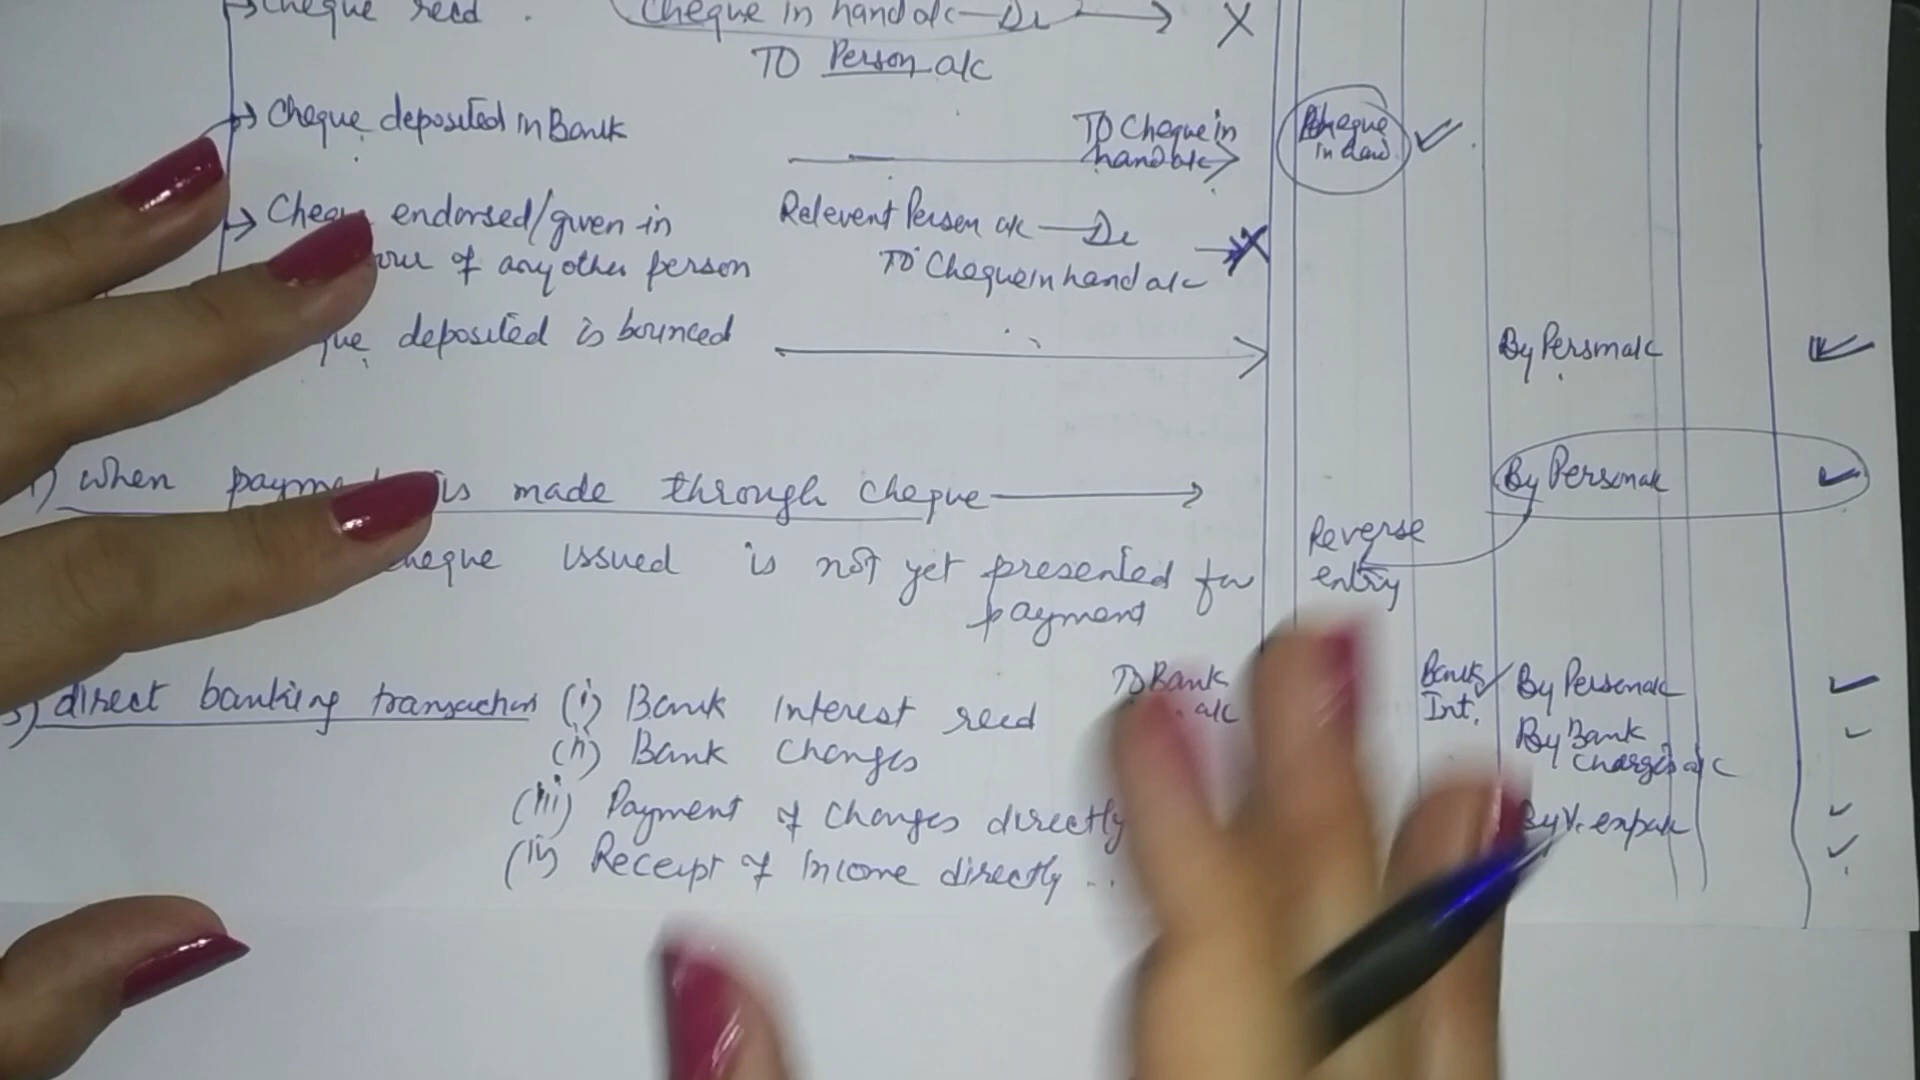 cheque recd .
Cheque in hand a/c — Dr
X
TO Person a/c
Cheque deposited in Bank
TO Cheque in
hand a/c
Cheque
in hand
endorsed/given in
of any other person
Relevent Person a/c — Dr
TO Cheque in hand a/c
X
deposited is bounced
By Person a/c
when payment is made through cheque
By Person a/c
Reverse
entry
cheque issued is not yet presented for
payment
direct banking transaction (i) Bank Interest recd
TO Bank
a/c
Bank
Int.
By Person a/c
(ii) Bank Charges
By Bank
Charges a/c
(iii) Payment of Charges directly
By V. exp a/c
(iv) Receipt of Income directly ..